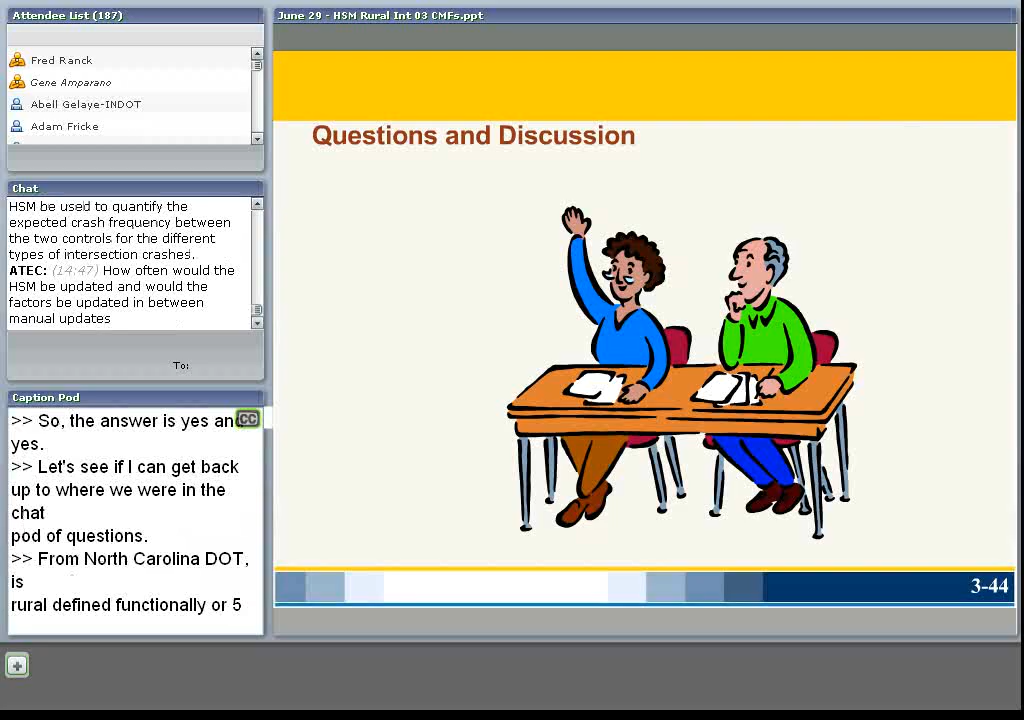 Attendee List (187)
Fred Ranck
Gene Amparano
Abell Gelaye-INDOT
Adam Fricke
Chat
HSM be used to quantify the
expected crash frequency between
the two controls for the different
types of intersection crashes.
ATEC: (14:47) How often would the
HSM be updated and would the
factors be updated in between
manual updates
To:
Caption Pod
>> So, the answer is yes an
CC
yes.
>> Let's see if I can get back
up to where we were in the
chat
pod of questions.
>> From North Carolina DOT,
is
rural defined functionally or 5
June 29 - HSM Rural Int 03 CMFs.ppt
Questions and Discussion
3-44